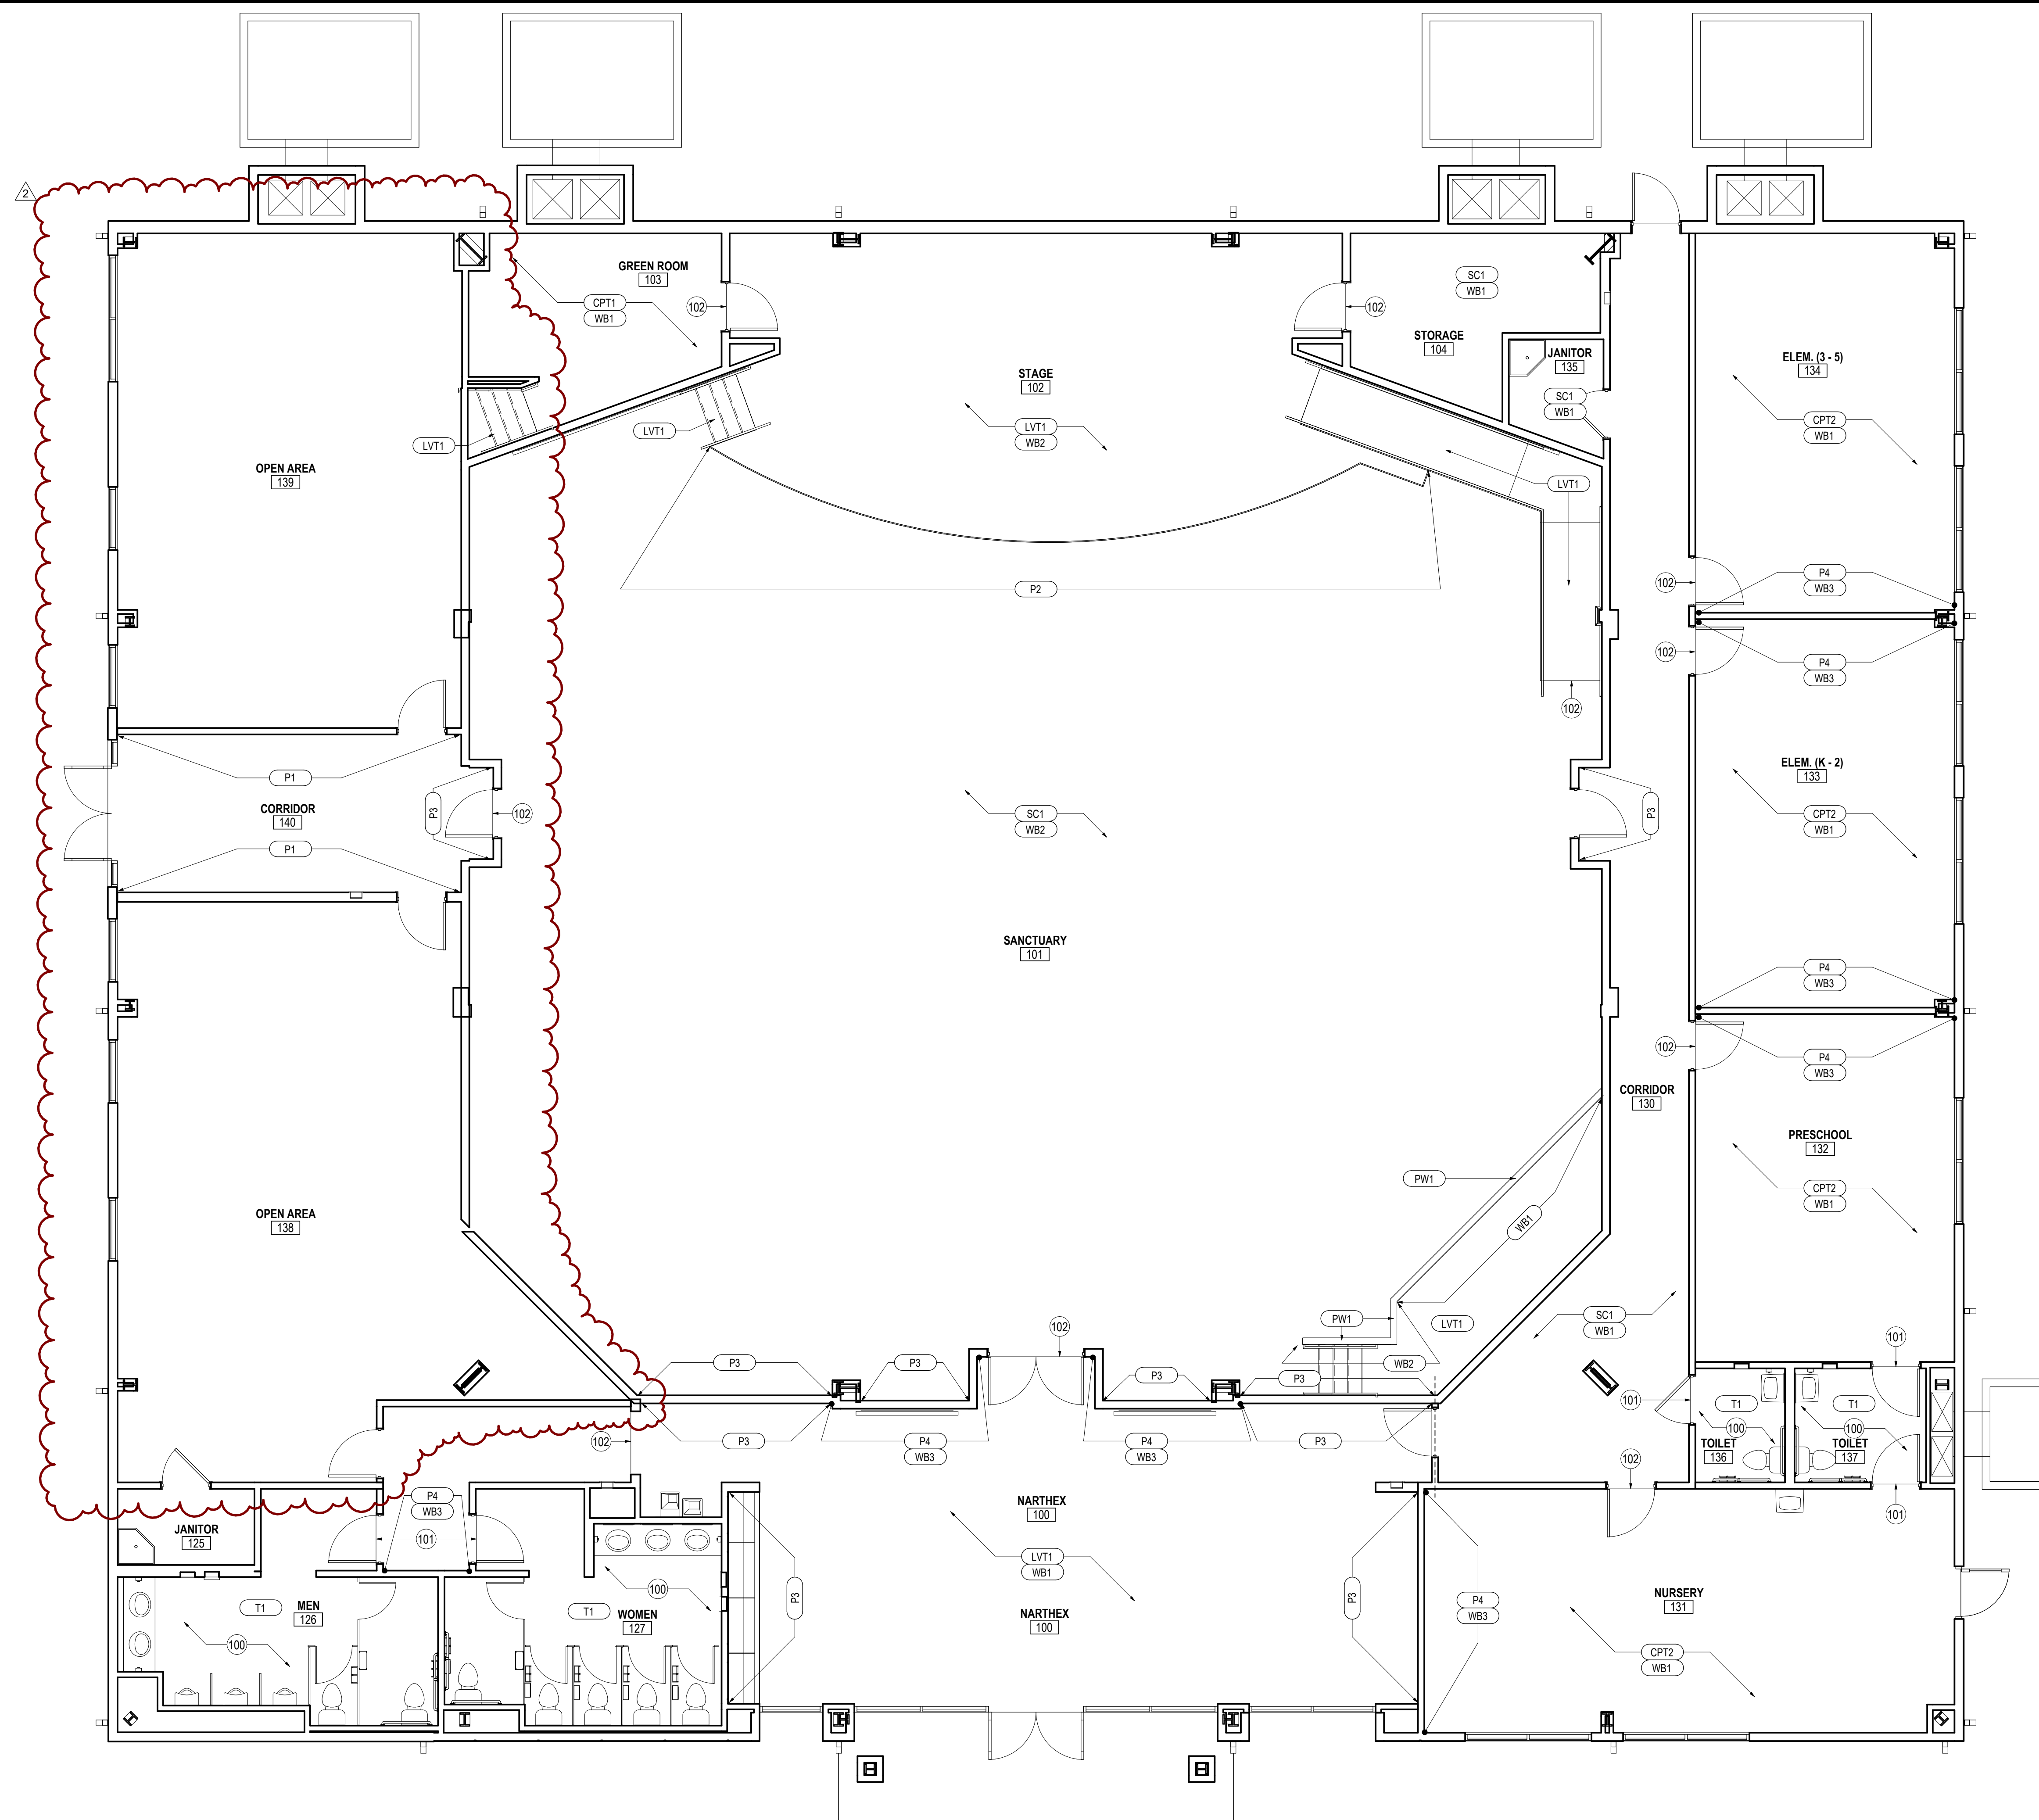 2
GREEN ROOM
103
CPT1
WB1
102
LVT1
LVT1
STAGE
102
LVT1
WB2
102
SC1
WB1
STORAGE
104
JANITOR
135
SC1
WB1
LVT1
P2
102
ELEM. (3 - 5)
134
CPT2
WB1
102
P4
WB3
102
P4
WB3
OPEN AREA
139
P1
CORRIDOR
140
P3
102
P1
SC1
WB2
P3
ELEM. (K - 2)
133
CPT2
WB1
SANCTUARY
101
P4
WB3
102
P4
WB3
CORRIDOR
130
PRESCHOOL
132
CPT2
WB1
PW1
WB1
OPEN AREA
138
PW1
LVT1
WB2
SC1
WB1
102
P3
P3
P3
P3
101
101
T1
100
TOILET
136
T1
100
TOILET
137
102
P3
P4
WB3
P4
WB3
P3
102
101
P4
WB3
101
JANITOR
125
NARTHEX
100
LVT1
WB1
P3
P3
NARTHEX
100
100
T1
WOMEN
127
T1
MEN
126
100
P4
WB3
NURSERY
131
CPT2
WB1